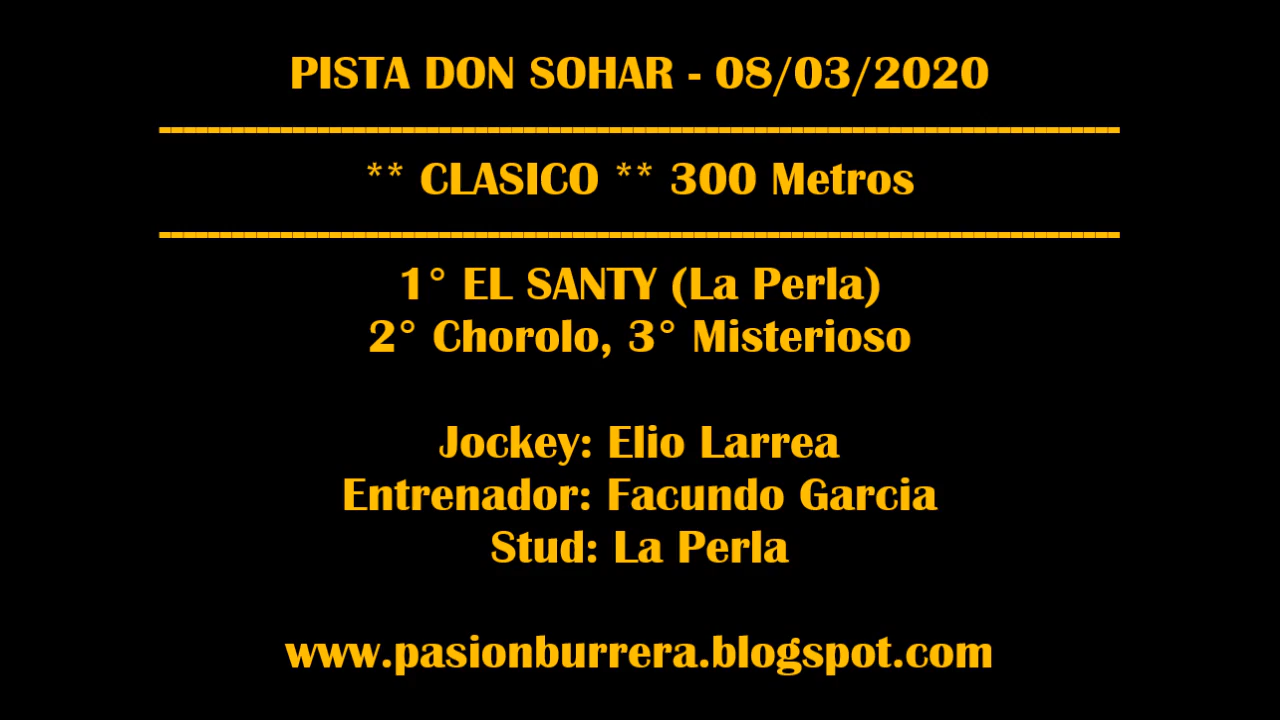 PISTA DON SOHAR - 08/03/2020
** CLASICO ** 300 Metros
1° EL SANTY (La Perla)
2° Chorolo, 3° Misterioso
Jockey: Elio Larrea
Entrenador: Facundo Garcia
Stud: La Perla
www.pasionburrera.blogspot.com